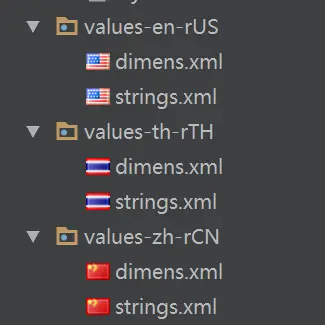 values-en-rUS
dimens.xml
strings.xml
values-th-rTH
dimens.xml
strings.xml
values-zh-rCN
dimens.xml
strings.xml